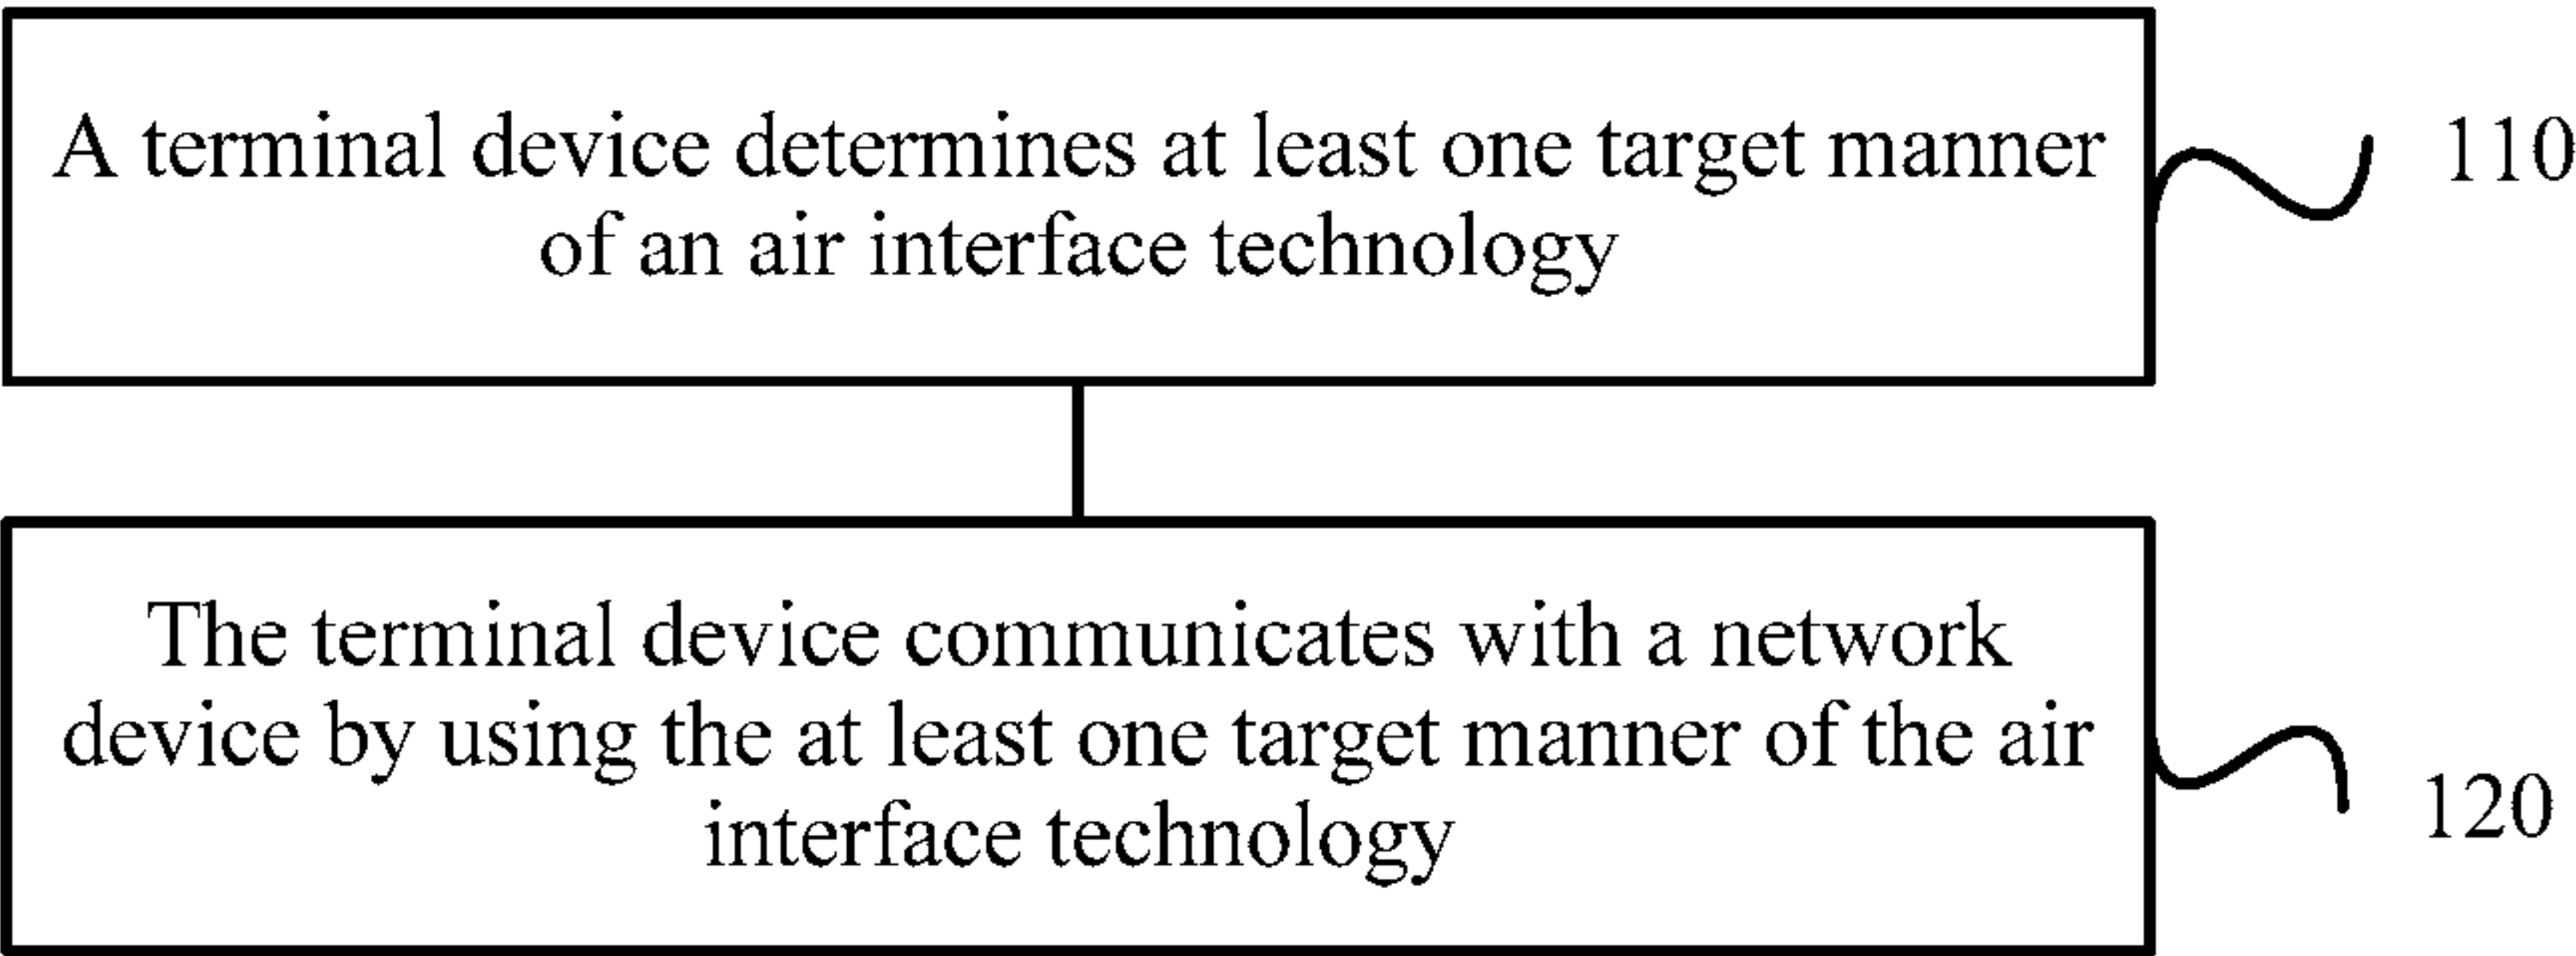 A terminal device determines at least one target manner
of an air interface technology
110
The terminal device communicates with a network
device by using the at least one target manner of the air
interface technology
120